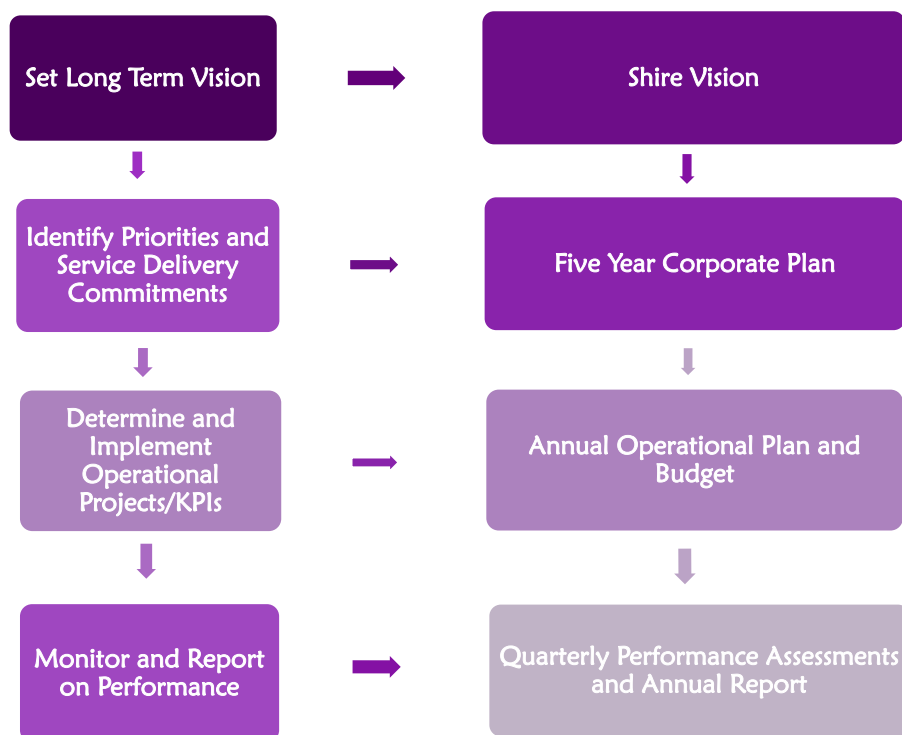 Set Long Term Vision
Shire Vision
Identify Priorities and
Service Delivery
Commitments
Five Year Corporate Plan
Determine and
Implement
Operational
Projects/KPIs
Annual Operational Plan and
Budget
Monitor and Report
on Performance
Quarterly Performance Assessments
and Annual Report